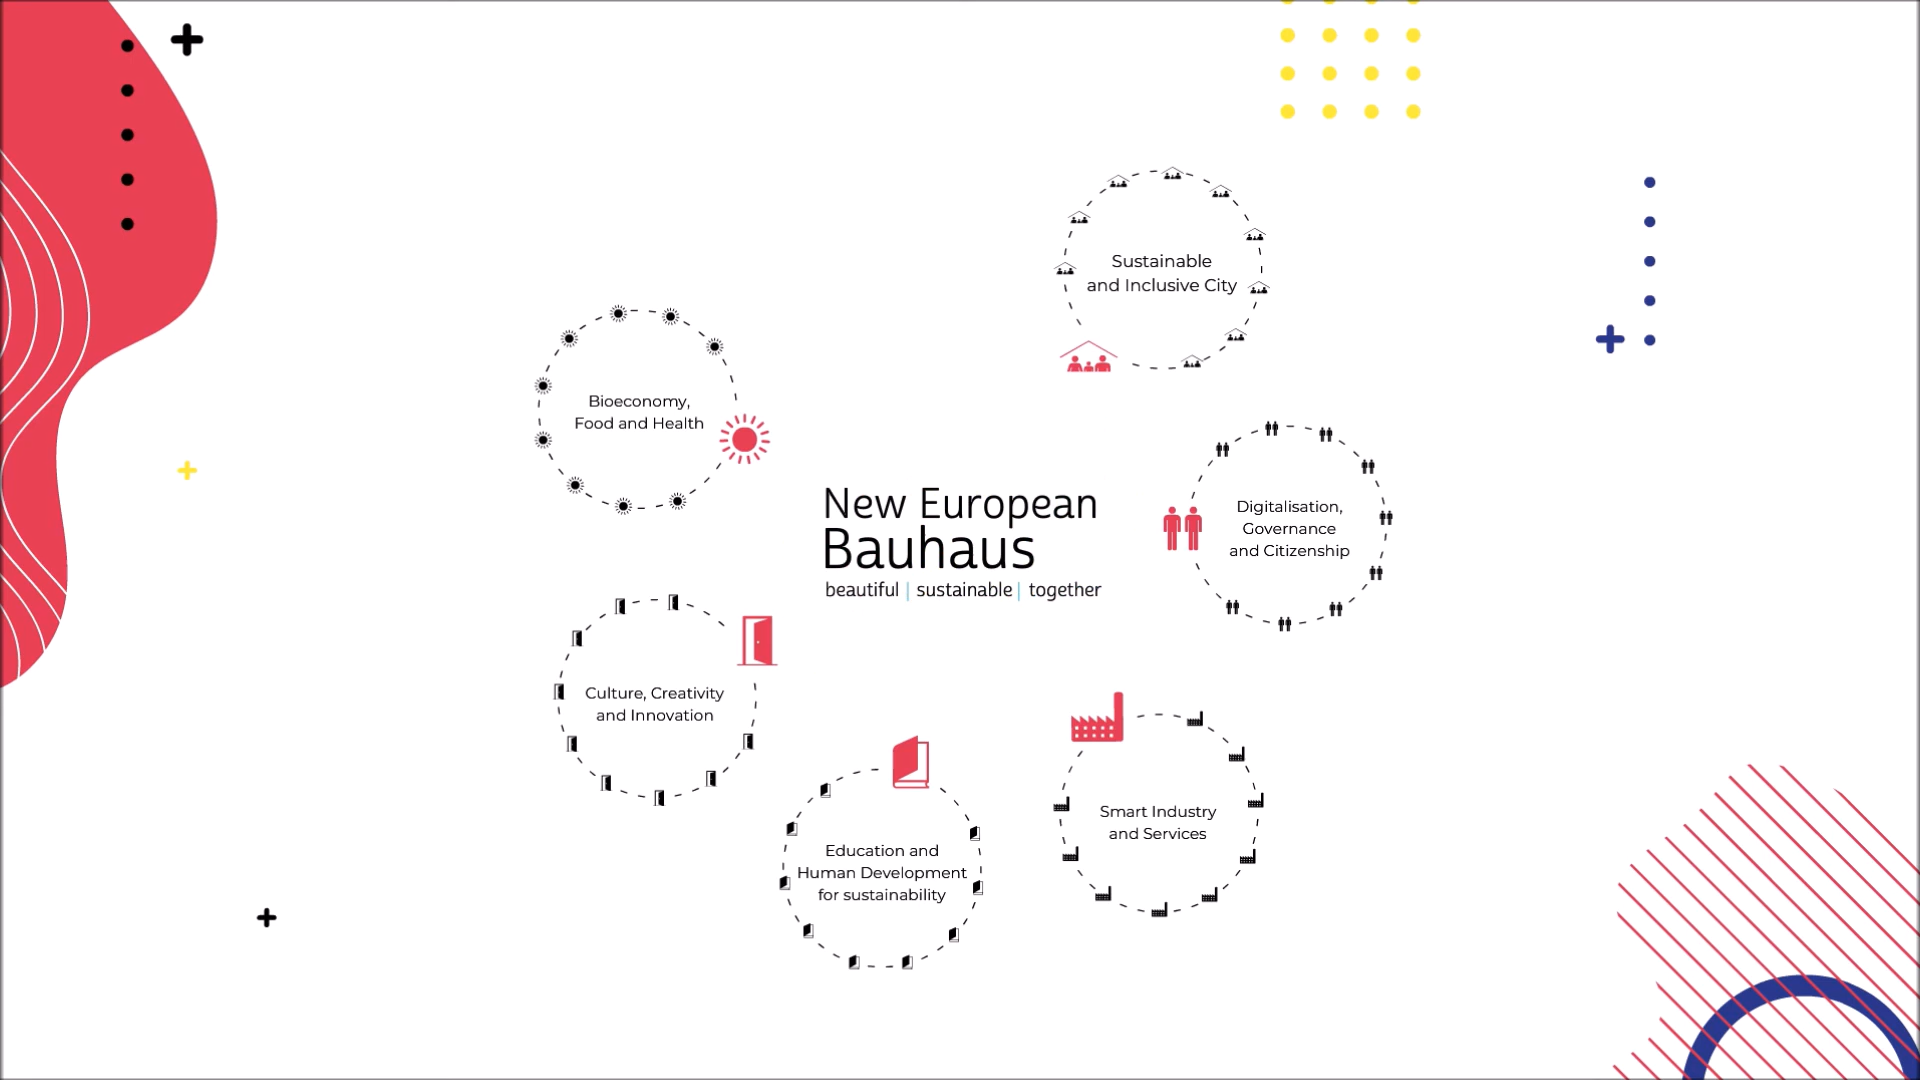 Sustainable
and Inclusive City
Bioeconomy,
Food and Health
New European
Bauhaus
beautiful | sustainable | together
Digitalisation,
Governance
and Citizenship
Culture, Creativity
and Innovation
Education and
Human Development
for sustainability
Smart Industry
and Services